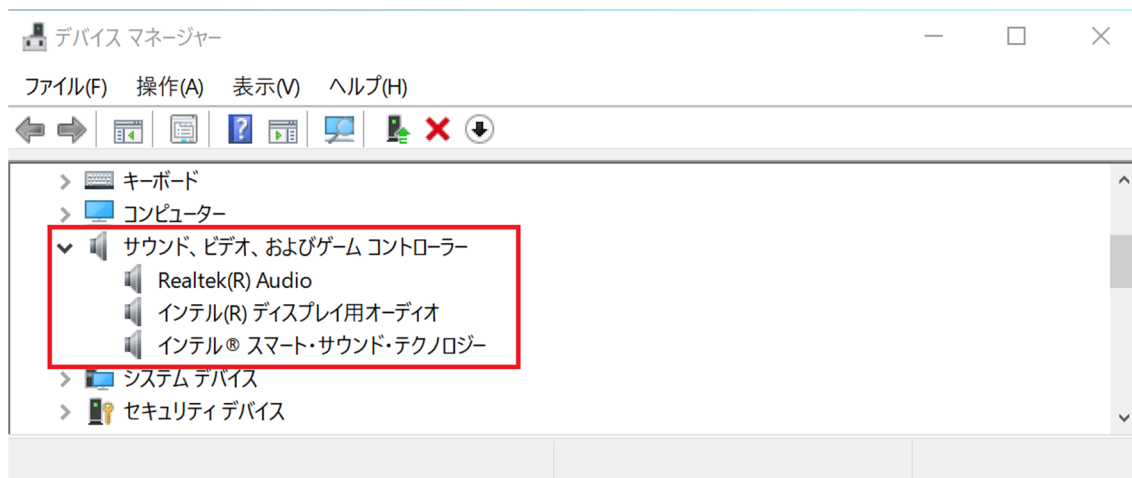 デバイス マネージャー
ファイル(F) 操作(A) 表示(V) ヘルプ(H)
キーボード
コンピューター
サウンド、ビデオ、およびゲーム コントローラー
Realtek(R) Audio
インテル(R) ディスプレイ用オーディオ
インテル® スマート・サウンド・テクノロジー
システム デバイス
セキュリティ デバイス